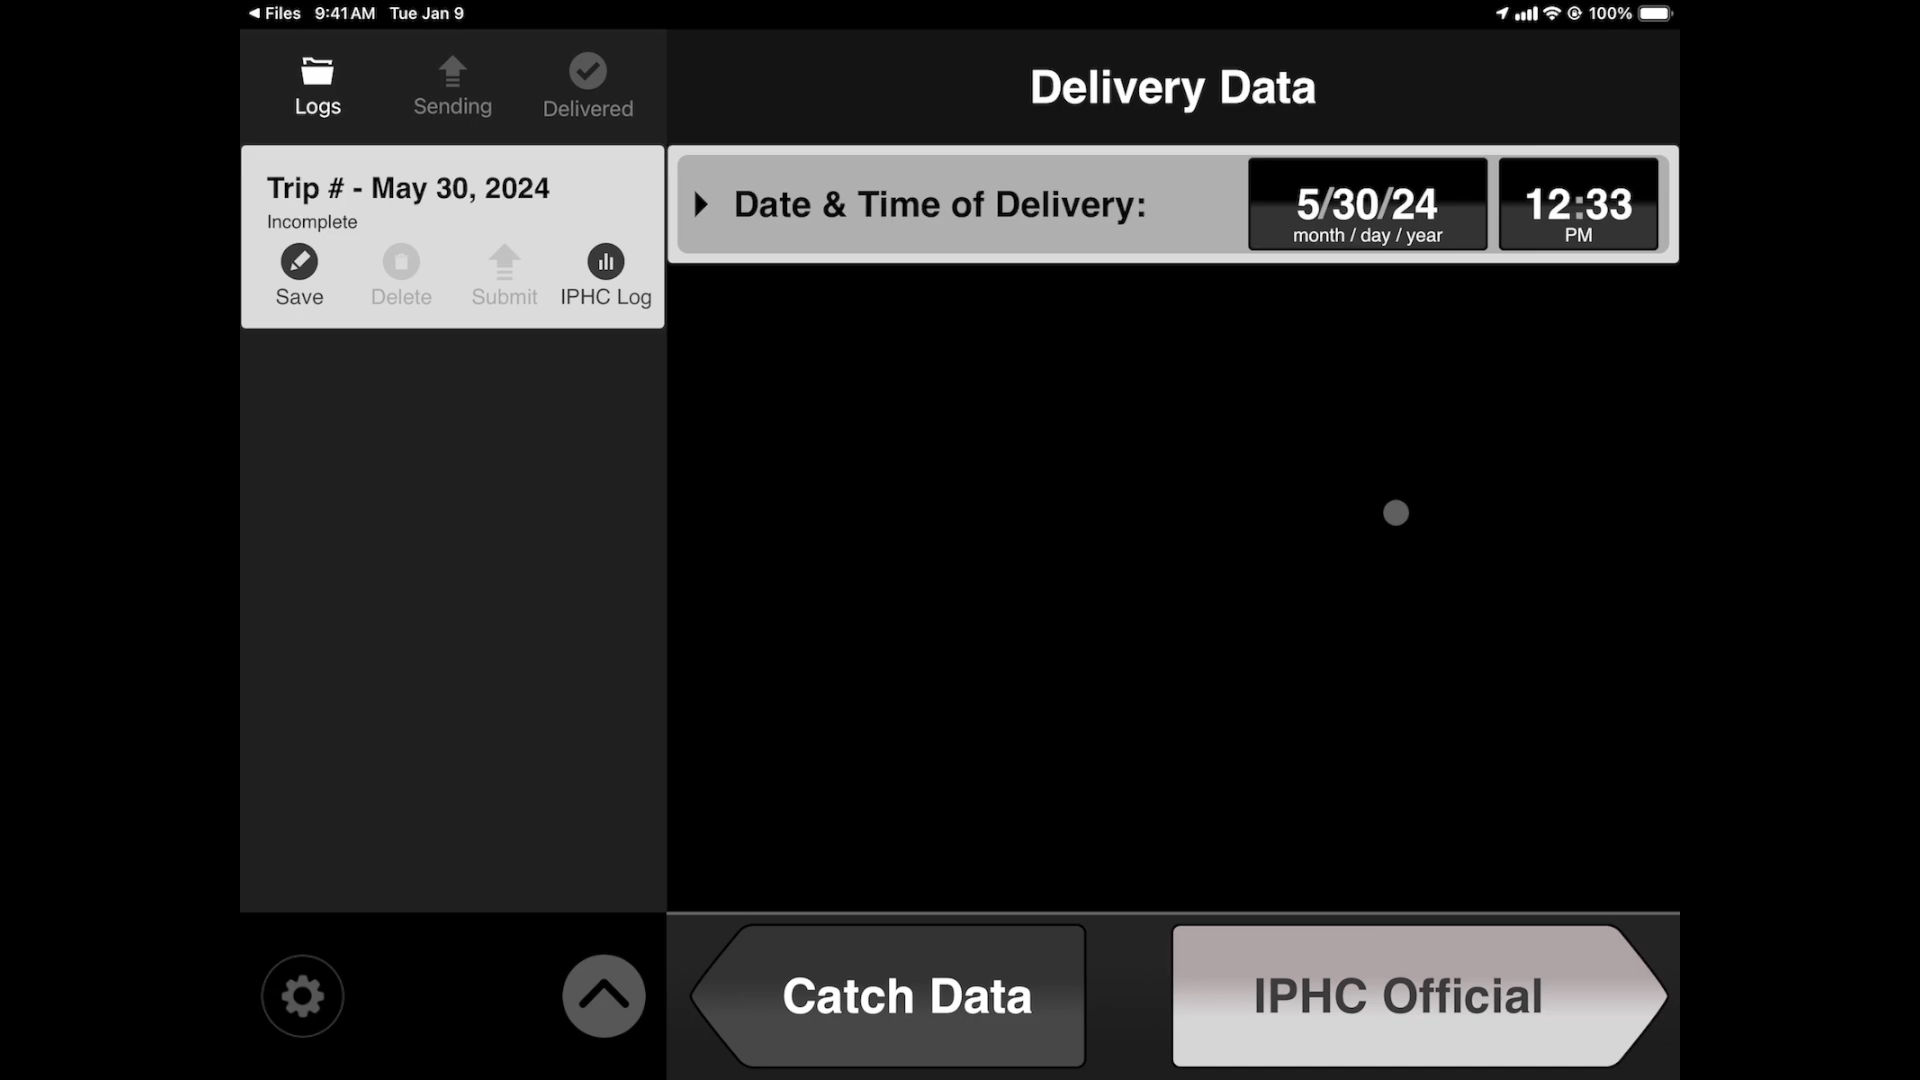 Files 9:41 AM Tue Jan 9
100%
Logs
Sending
Delivered
Delivery Data
Trip # - May 30, 2024
Incomplete
Save
Delete
Submit
IPHC Log
Date & Time of Delivery:
5/30/24
month / day / year
12:33
PM
Catch Data
IPHC Official